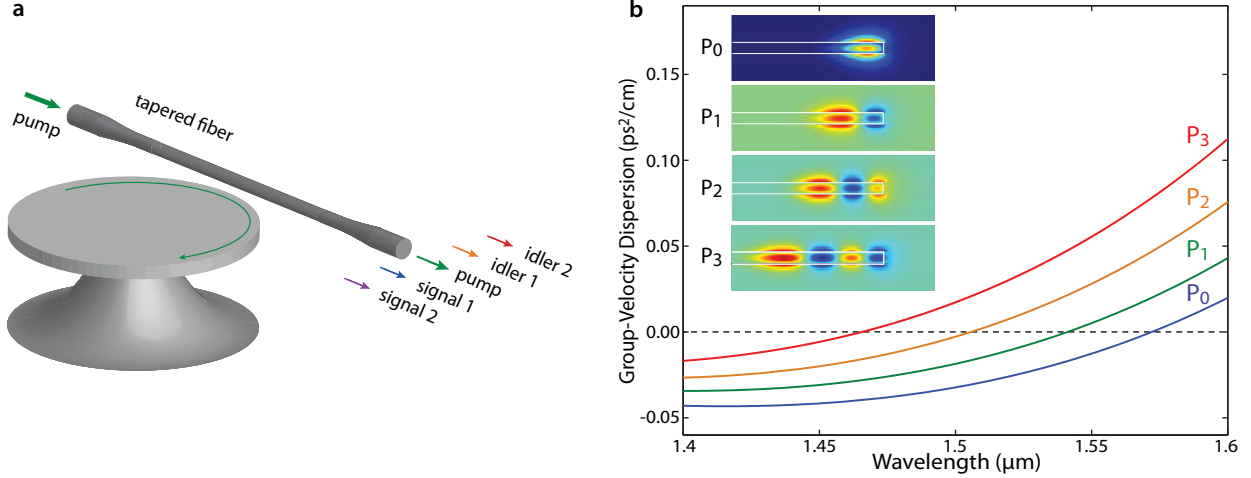 a
tapered fiber
pump
idler 2
idler 1
pump
signal 1
signal 2
b
P0
P1
P2
P3
P3
P2
P1
P0
Group-Velocity Dispersion (ps²/cm)
0.15
0.10
0.05
0.00
-0.05
1.4
1.45
1.5
1.55
1.6
Wavelength (μm)